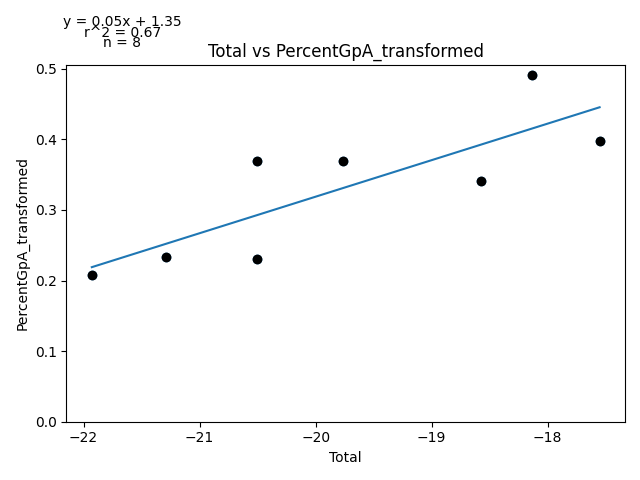 y = 0.05x + 1.35
r^2 = 0.67
n = 8
Total vs PercentGpA_transformed
0.5
0.4
0.3
0.2
0.1
0.0
PercentGpA_transformed
−22
−21
−20
−19
−18
Total